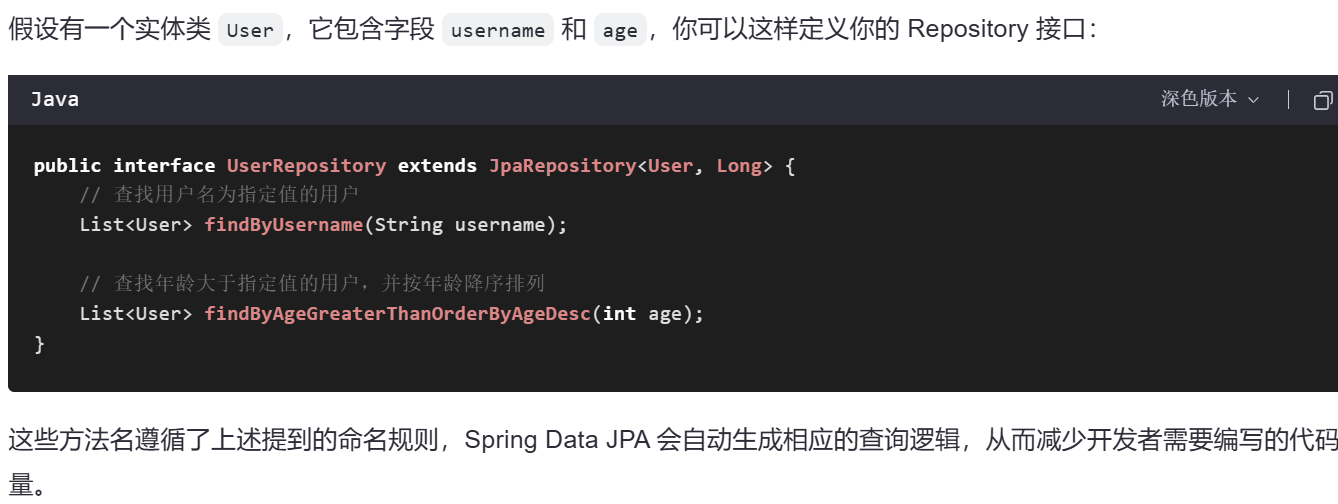 假设有一个实体类 User，它包含字段 username 和 age，你可以这样定义你的 Repository 接口：
Java 深色版本
public interface UserRepository extends JpaRepository<User, Long> {
    // 查找用户名为指定值的用户
    List<User> findByUsername(String username);

    // 查找年龄大于指定值的用户，并按年龄降序排列
    List<User> findByAgeGreaterThanOrderByAgeDesc(int age);
}
这些方法名遵循了上述提到的命名规则，Spring Data JPA 会自动生成相应的查询逻辑，从而减少开发者需要编写的代码
量。